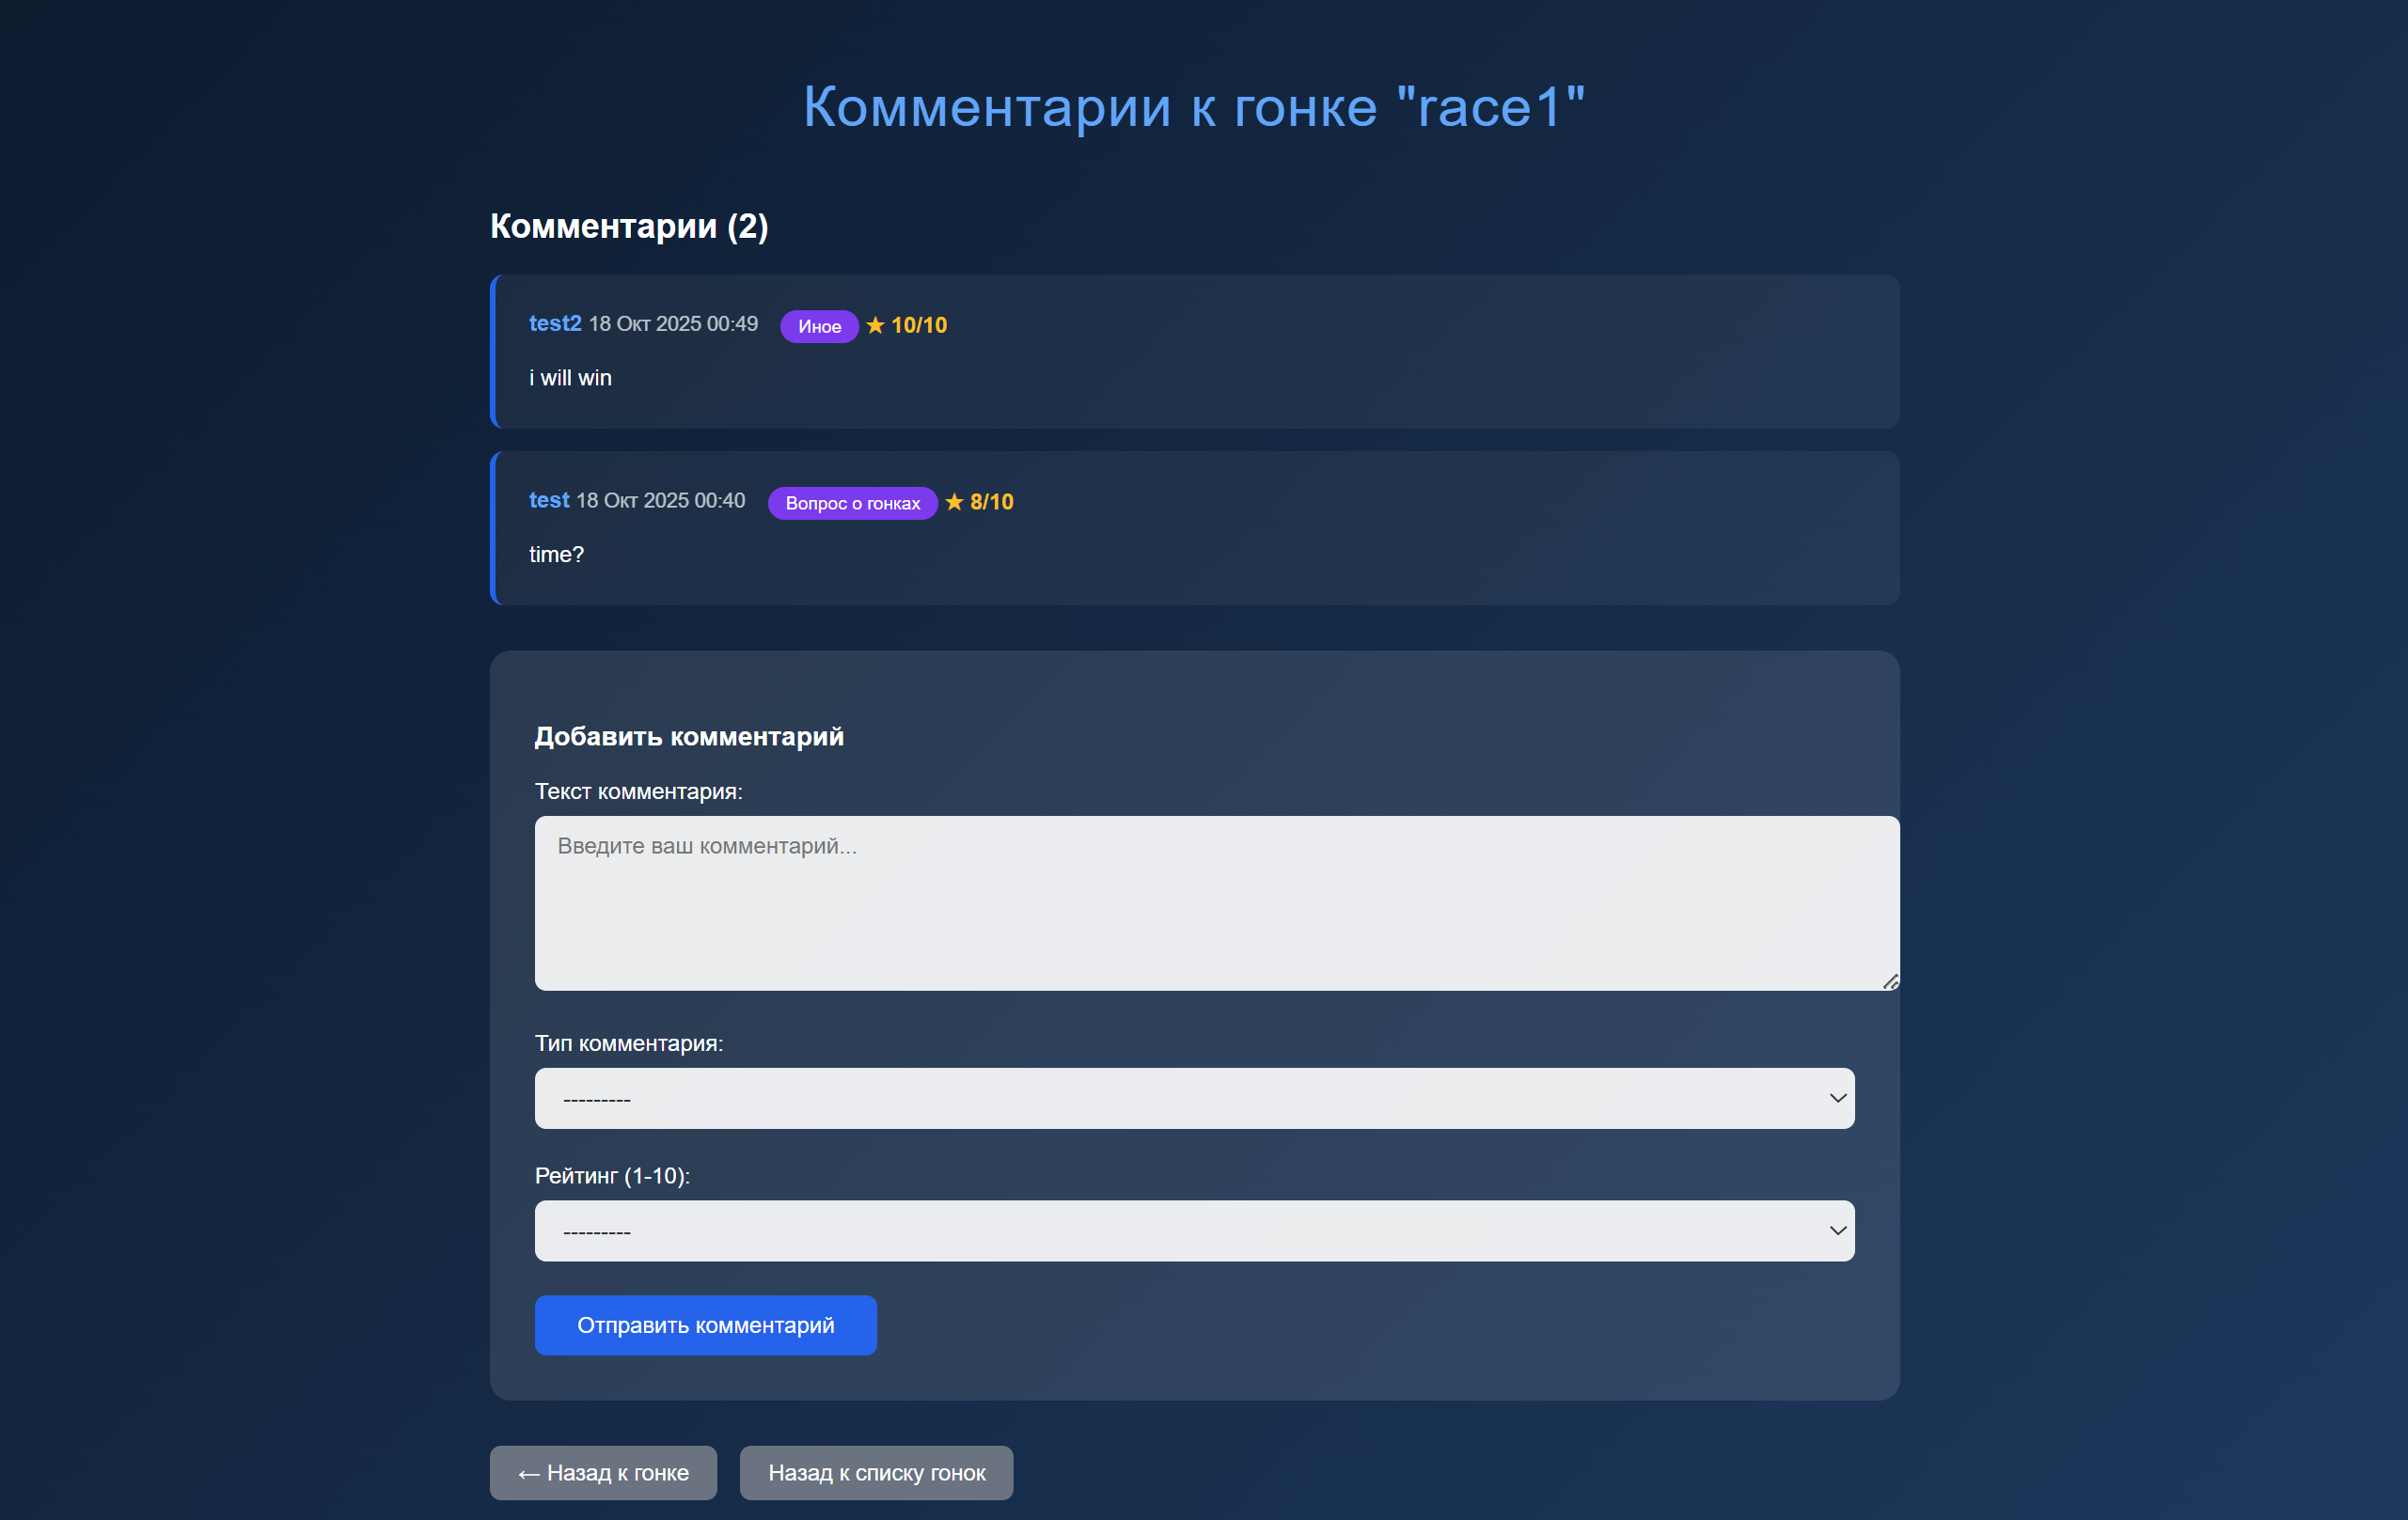 Комментарии к гонке "race1"
Комментарии (2)
test2 18 Окт 2025 00:49 Иное ★ 10/10
i will win
test 18 Окт 2025 00:40 Вопрос о гонках ★ 8/10
time?
Добавить комментарий
Текст комментария:
Введите ваш комментарий...
Тип комментария:
---------
Рейтинг (1-10):
---------
Отправить комментарий
← Назад к гонке Назад к списку гонок